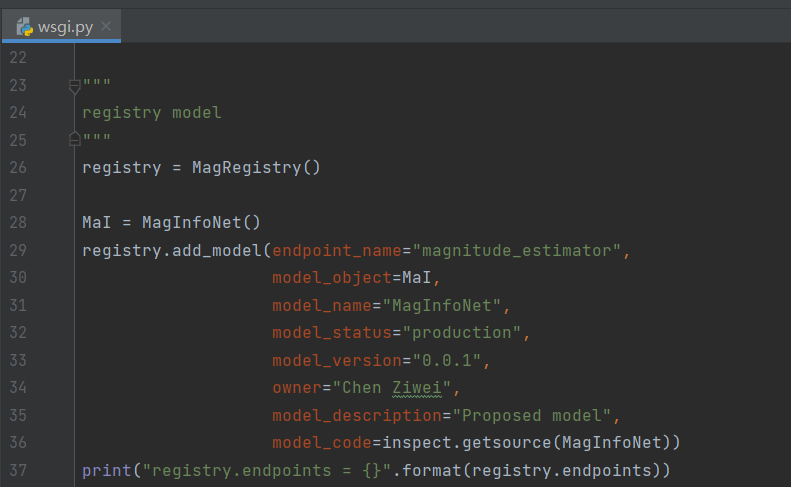 wsgi.py
22
23 """
24 registry model
25 """
26 registry = MagRegistry()
27
28 MaI = MagInfoNet()
29 registry.add_model(endpoint_name="magnitude_estimator",
30 model_object=MaI,
31 model_name="MagInfoNet",
32 model_status="production",
33 model_version="0.0.1",
34 owner="Chen Ziwei",
35 model_description="Proposed model",
36 model_code=inspect.getsource(MagInfoNet))
37 print("registry.endpoints = {}".format(registry.endpoints))